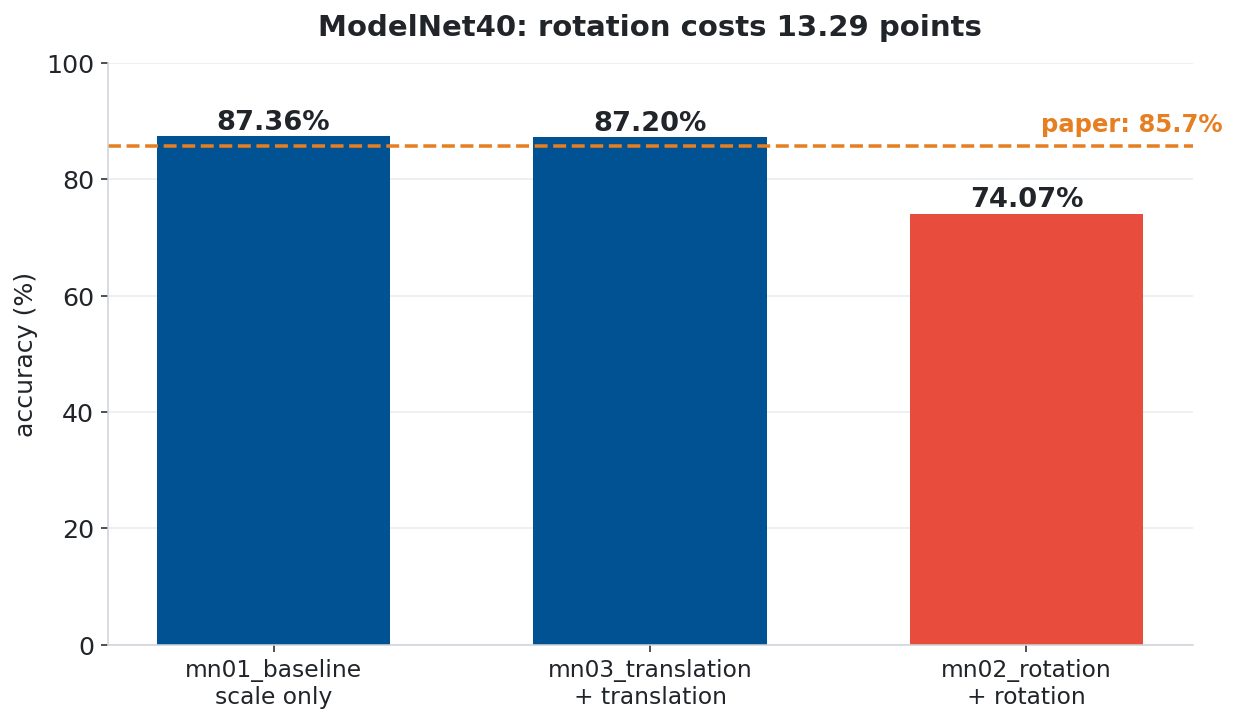 ModelNet40: rotation costs 13.29 points
100
80
60
40
20
0
accuracy (%)
87.36%
87.20%
74.07%
paper: 85.7%
mn01_baseline
scale only
mn03_translation
+ translation
mn02_rotation
+ rotation